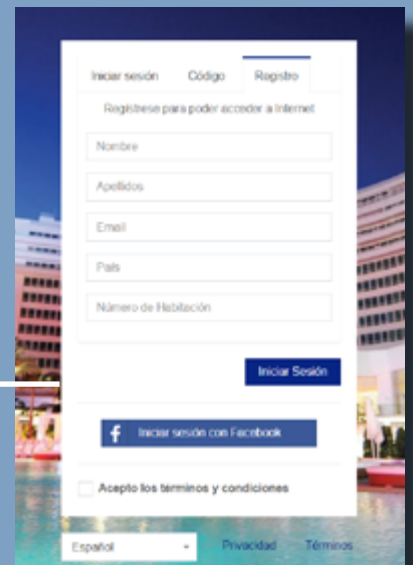 Iniciar sesión Código Registro
Regístrese para poder acceder a Internet
Nombre
Apellidos
Email
País
Número de Habitación
Iniciar Sesión
f Iniciar sesión con Facebook
Acepto los términos y condiciones
Español Privacidad Términos